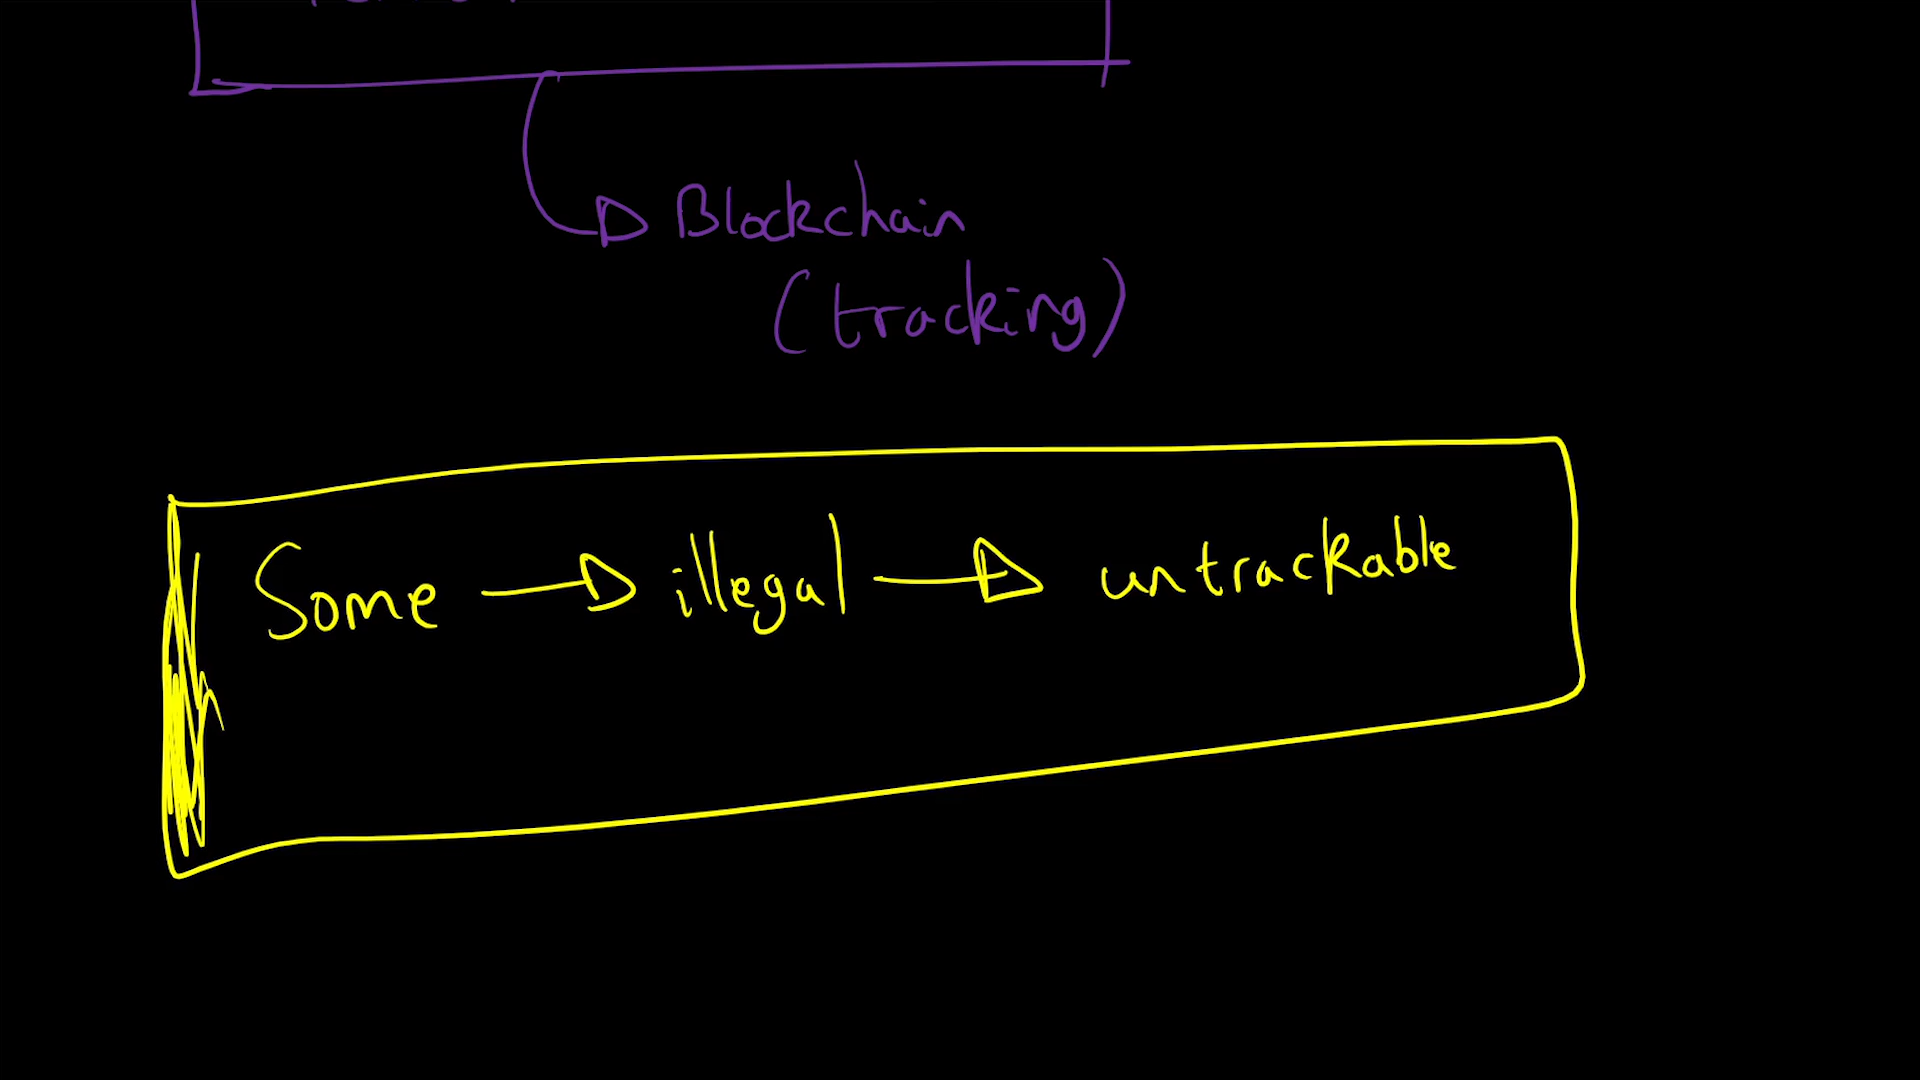 Blockchain
(tracking)
Some → illegal → untrackable